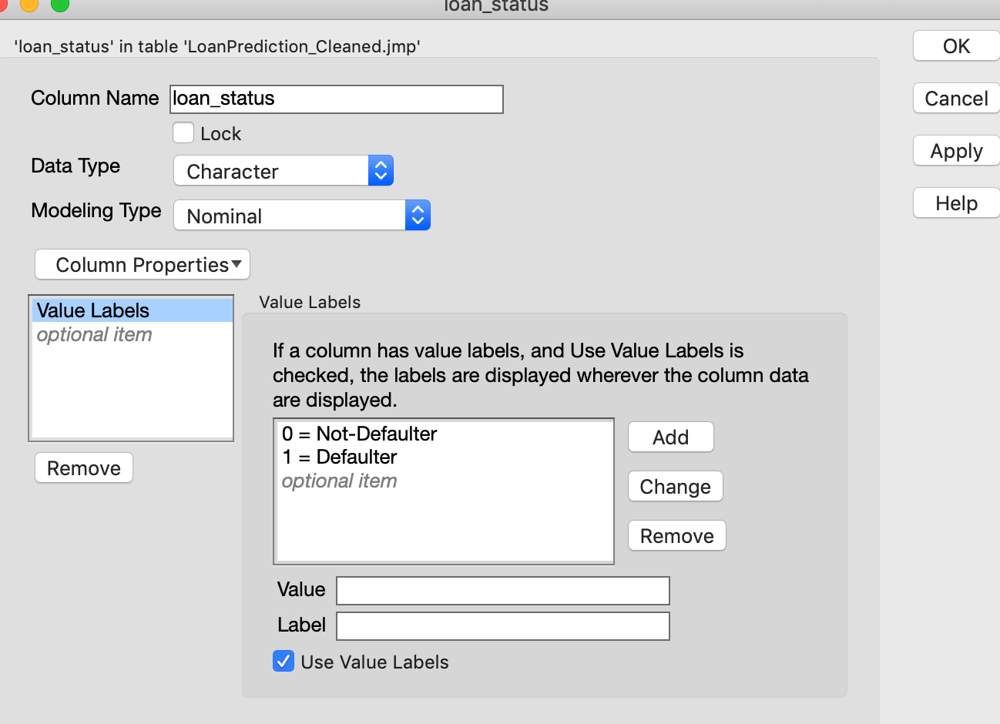 loan_status
'loan_status' in table 'LoanPrediction_Cleaned.jmp'
OK
Column Name loan_status
Cancel
Lock
Apply
Data Type Character
Help
Modeling Type Nominal
Column Properties
Value Labels
optional item
Remove
Value Labels
If a column has value labels, and Use Value Labels is
checked, the labels are displayed wherever the column data
are displayed.
0 = Not-Defaulter
1 = Defaulter
optional item
Add
Change
Remove
Value
Label
Use Value Labels